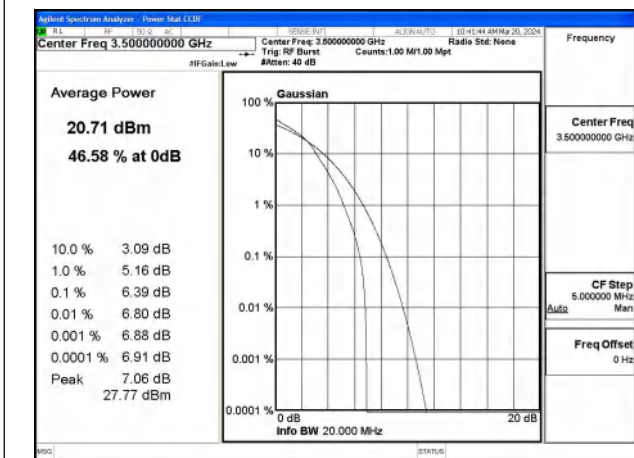 Agilent Spectrum Analyzer - Power Stat CCDF
RL RF 50 Ω AC SENSE:INT ALIGNAUTO 10:41:44 AM Mar 20, 2024
Center Freq 3.500000000 GHz
Center Freq: 3.500000000 GHz Radio Std: None
Trig: RF Burst Counts:1.00 M/1.00 Mpt
#IFGain:Low #Atten: 40 dB
Frequency
Average Power
20.71 dBm
46.58 % at 0dB
10.0 % 3.09 dB
1.0 % 5.16 dB
0.1 % 6.39 dB
0.01 % 6.80 dB
0.001 % 6.88 dB
0.0001 % 6.91 dB
Peak 7.06 dB
27.77 dBm
Gaussian
100 %
10 %
1 %
0.1 %
0.01 %
0.001 %
0.0001 %
0 dB 20 dB
Info BW 20.000 MHz
Center Freq
3.500000000 GHz
CF Step
5.000000 MHz
Auto Man
Freq Offset
0 Hz
MSG STATUS